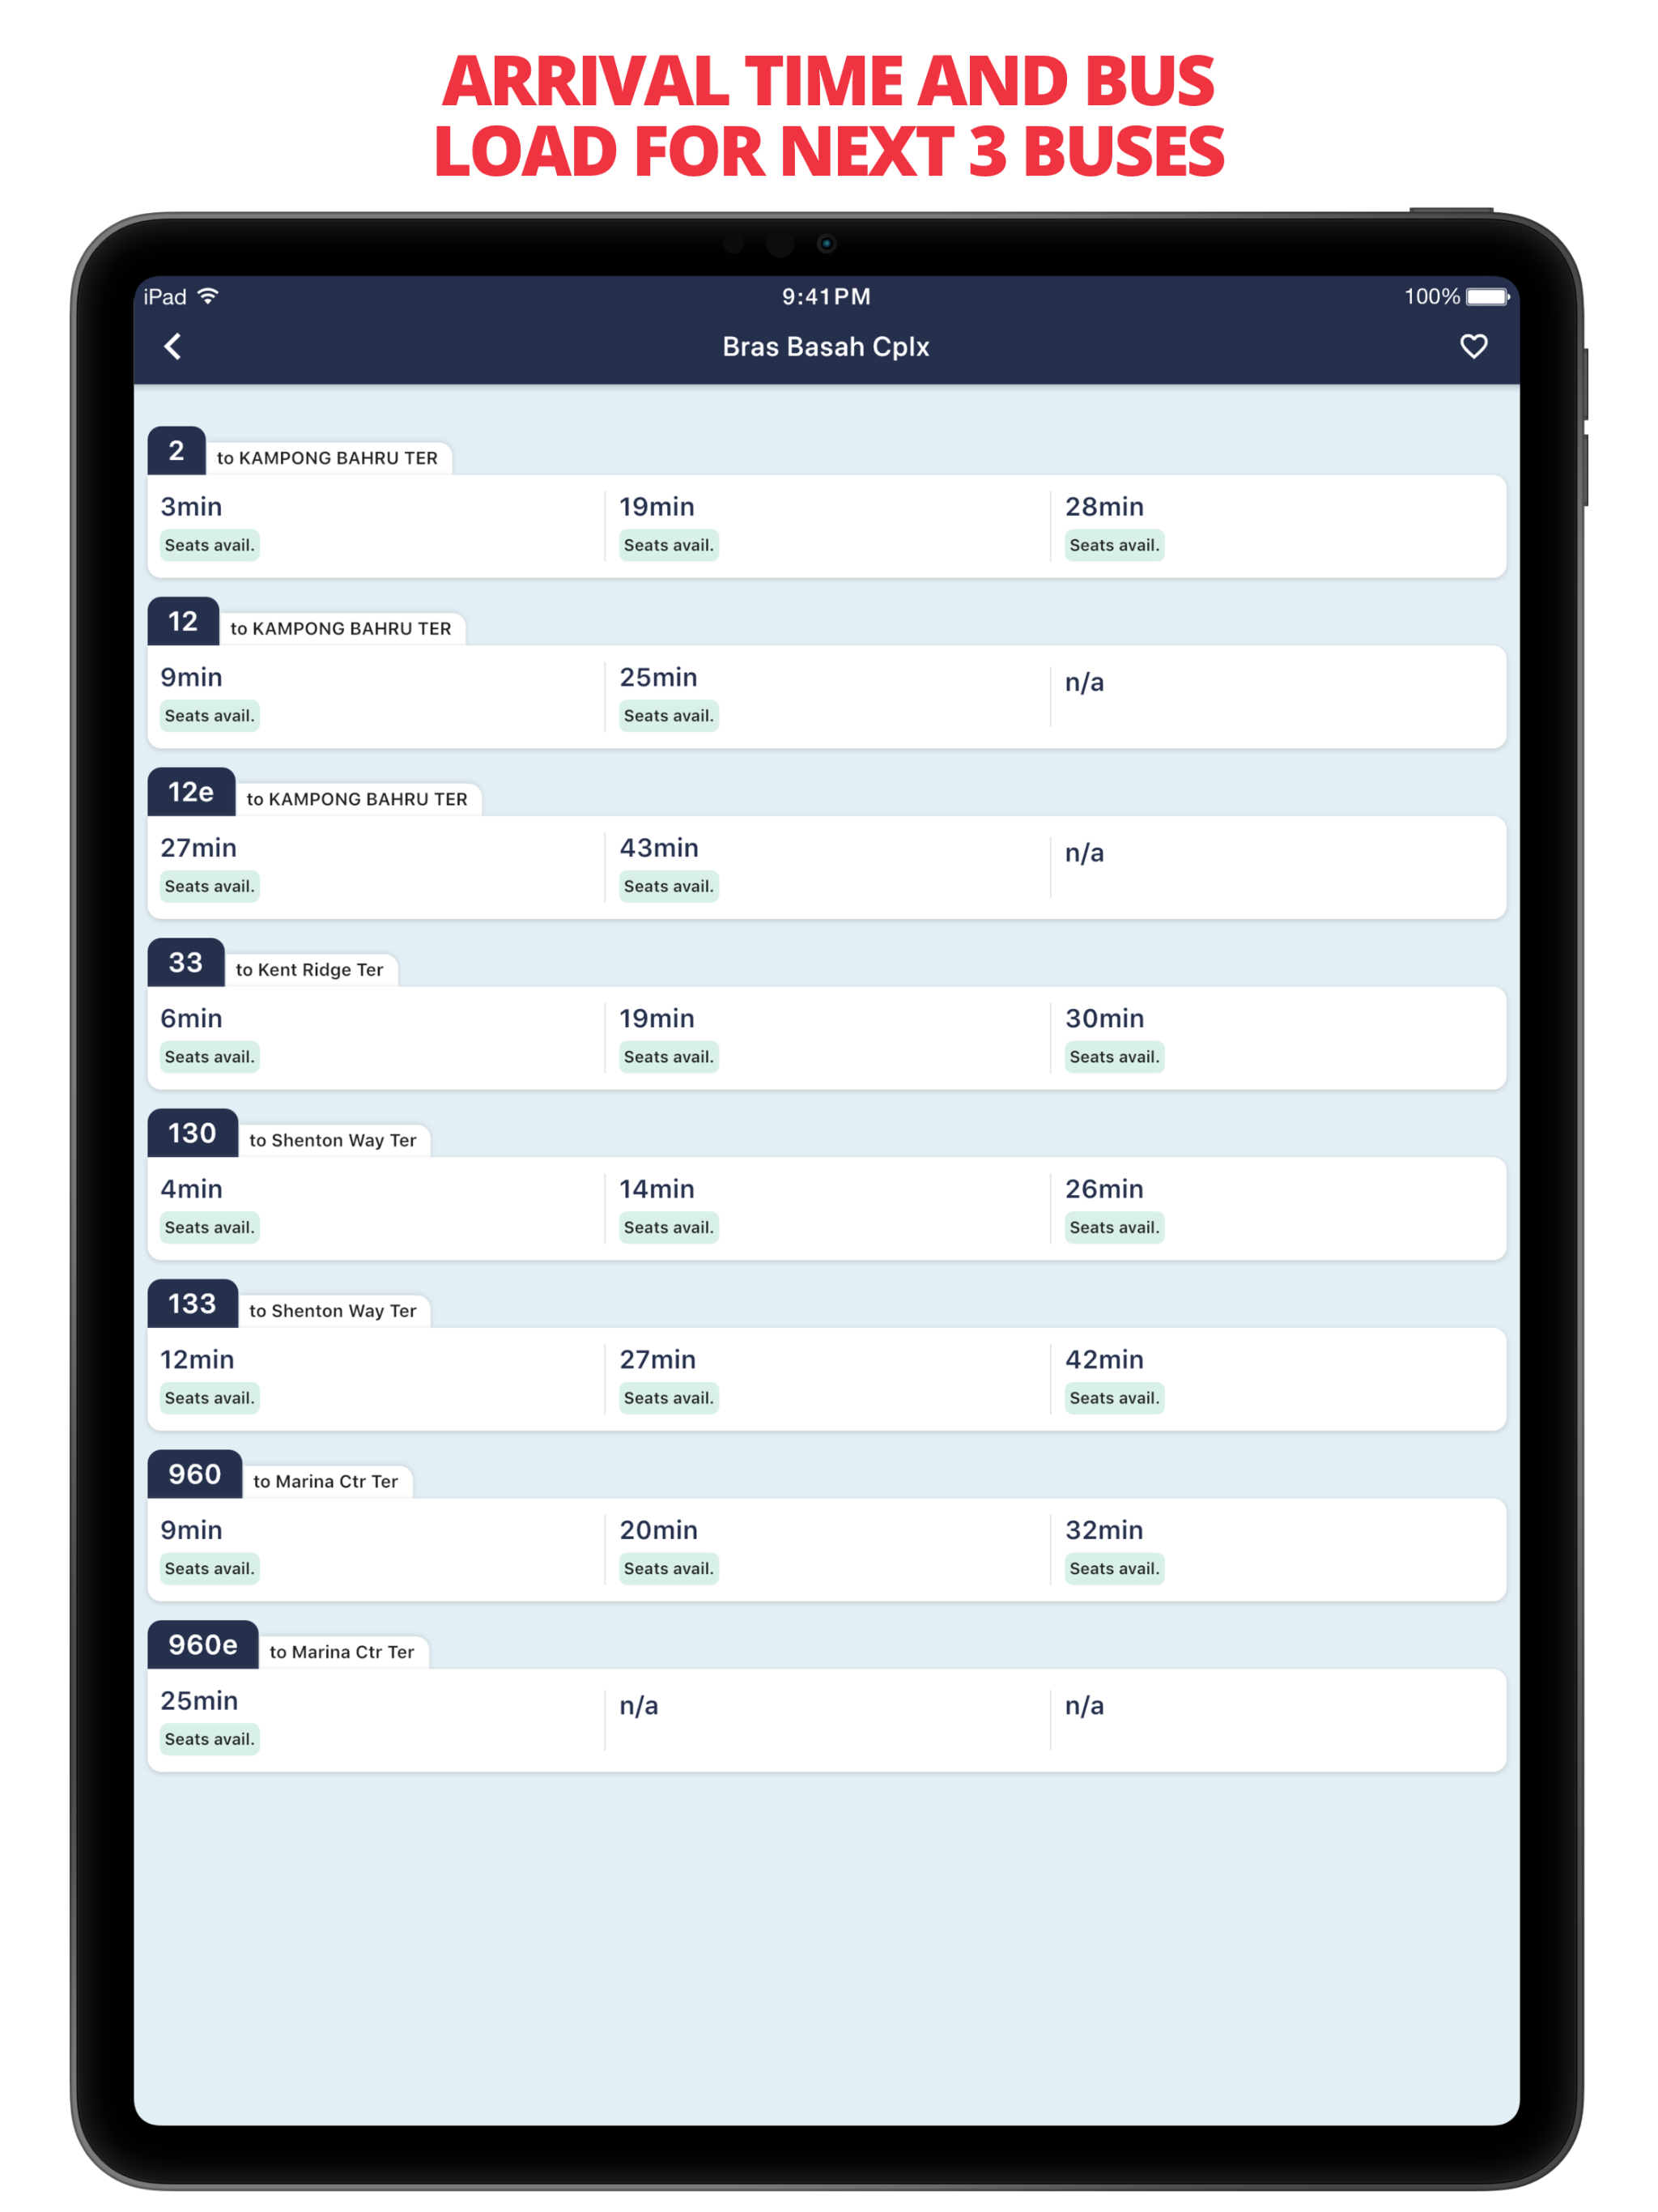 ARRIVAL TIME AND BUS
LOAD FOR NEXT 3 BUSES
iPad 9:41PM 100%
Bras Basah Cplx
2 to KAMPONG BAHRU TER
3min 19min 28min
Seats avail. Seats avail. Seats avail.
12 to KAMPONG BAHRU TER
9min 25min n/a
Seats avail. Seats avail.
12e to KAMPONG BAHRU TER
27min 43min n/a
Seats avail. Seats avail.
33 to Kent Ridge Ter
6min 19min 30min
Seats avail. Seats avail. Seats avail.
130 to Shenton Way Ter
4min 14min 26min
Seats avail. Seats avail. Seats avail.
133 to Shenton Way Ter
12min 27min 42min
Seats avail. Seats avail. Seats avail.
960 to Marina Ctr Ter
9min 20min 32min
Seats avail. Seats avail. Seats avail.
960e to Marina Ctr Ter
25min n/a n/a
Seats avail.